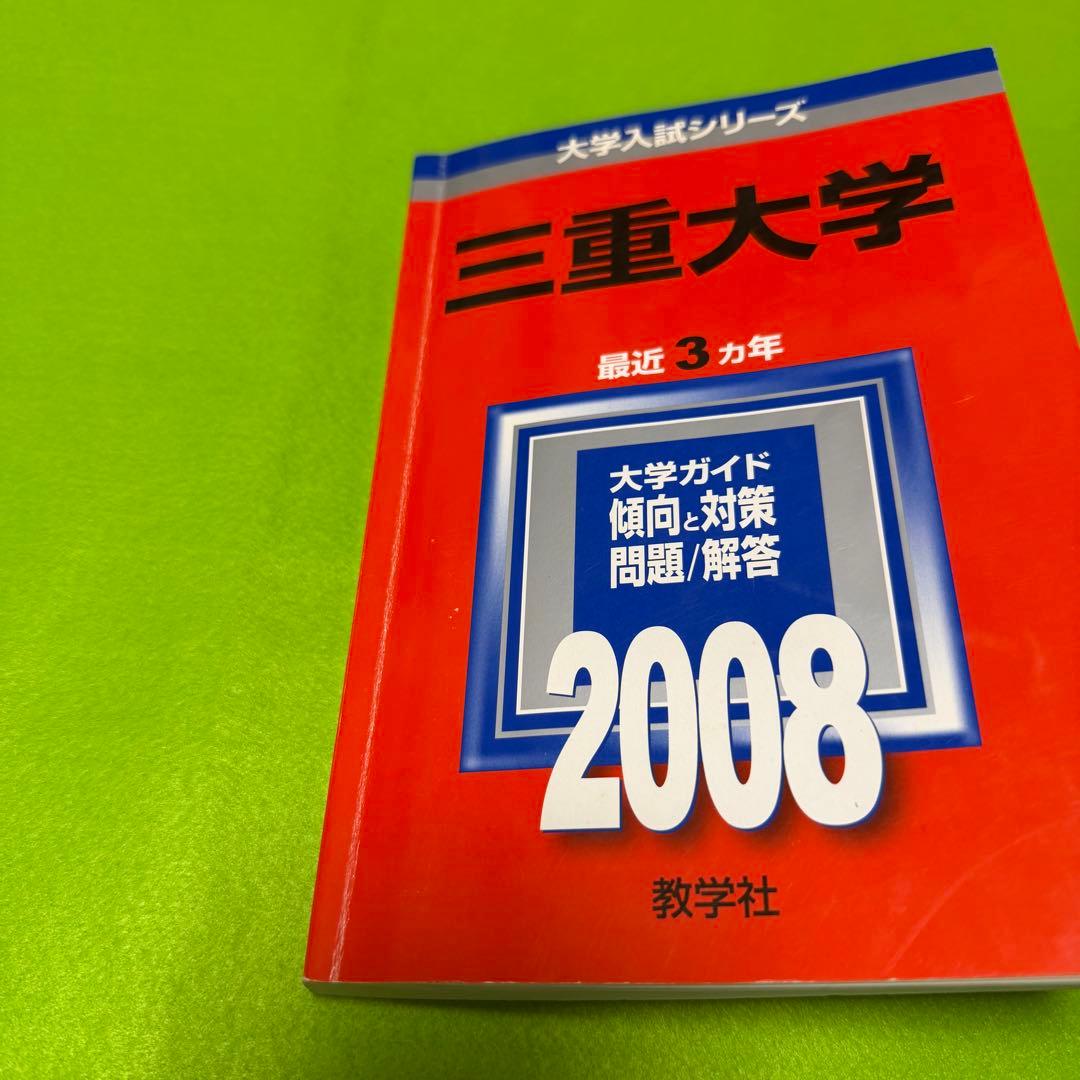 大学入試シリーズ
三重大学
最近3ヵ年
大学ガイド
傾向と対策
問題/解答
2008
教学社